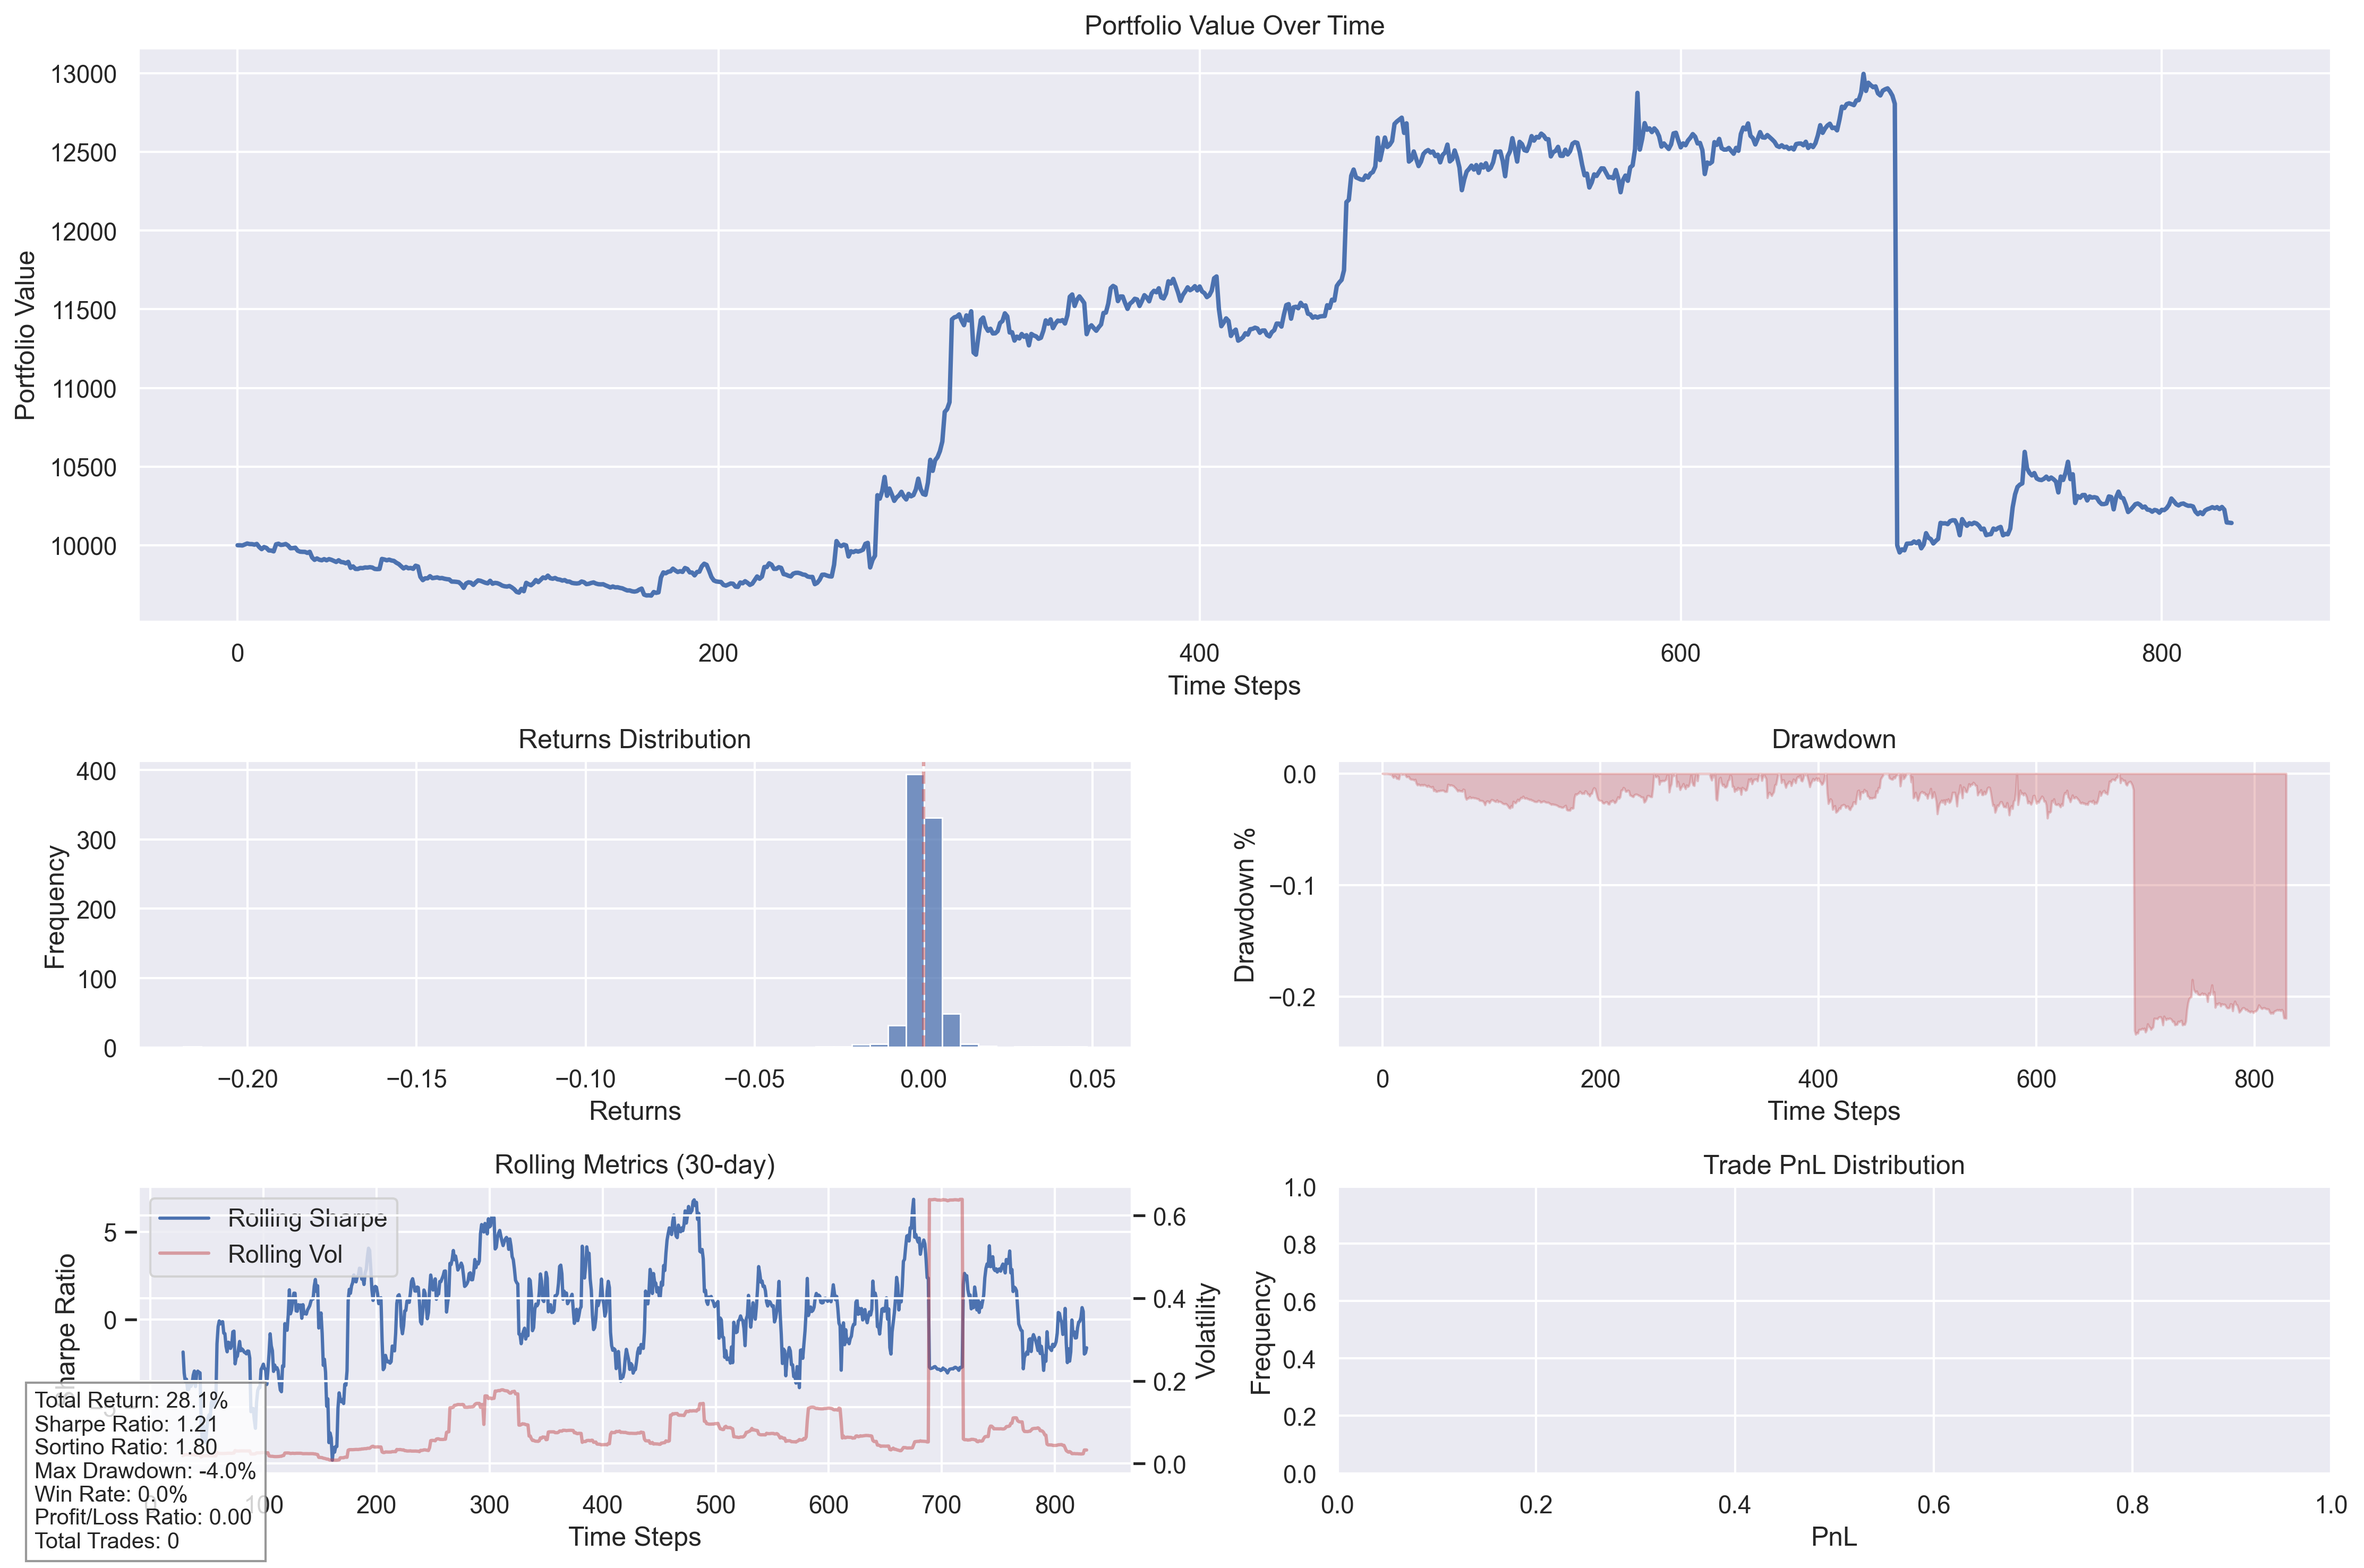 Portfolio Value Over Time
13000
12500
12000
11500
11000
10500
10000
Portfolio Value
0 200 400 600 800
Time Steps
Returns Distribution
400
300
200
100
0
Frequency
−0.20 −0.15 −0.10 −0.05 0.00 0.05
Returns
Drawdown
0.0
−0.1
−0.2
Drawdown %
0 200 400 600 800
Time Steps
Rolling Metrics (30-day)
Rolling Sharpe
Rolling Vol
5
0
Sharpe Ratio
0.6
0.4
0.2
0.0
Volatility
0 100 200 300 400 500 600 700 800
Time Steps
Total Return: 28.1%
Sharpe Ratio: 1.21
Sortino Ratio: 1.80
Max Drawdown: -4.0%
Win Rate: 0.0%
Profit/Loss Ratio: 0.00
Total Trades: 0
Trade PnL Distribution
1.0
0.8
0.6
0.4
0.2
0.0
Frequency
0.0 0.2 0.4 0.6 0.8 1.0
PnL